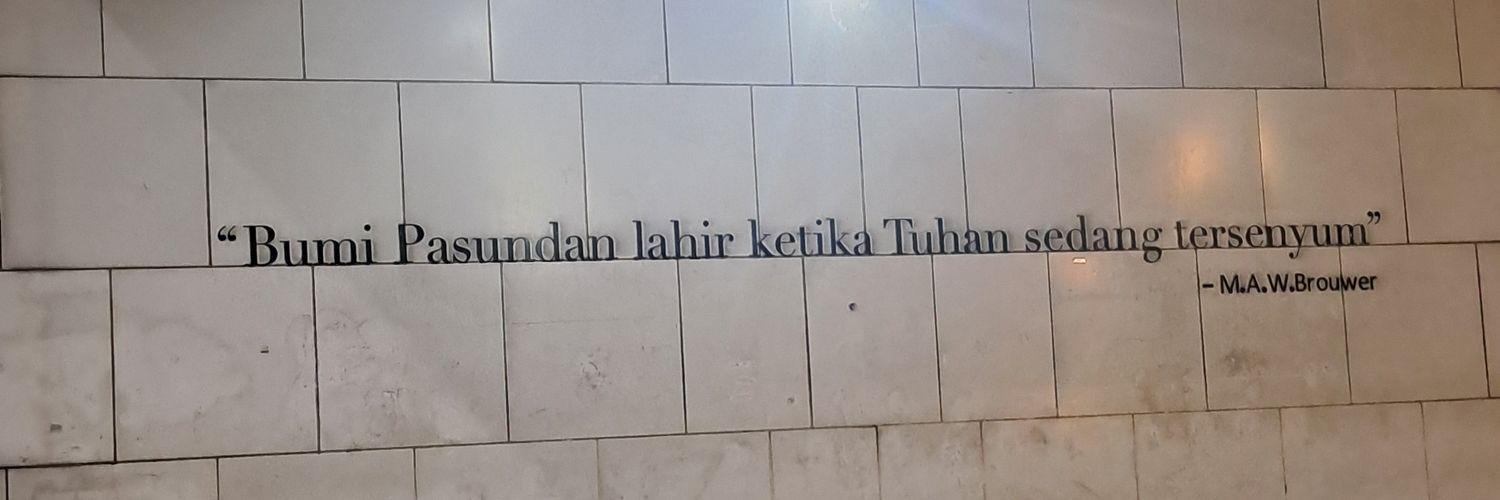 “Bumi Pasundan lahir ketika Tuhan sedang tersenyum”
– M.A.W.Brouwer